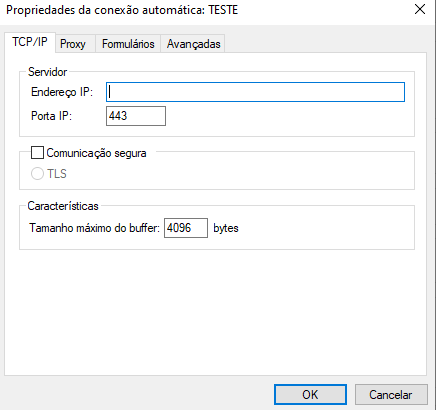 Propriedades da conexão automática: TESTE
TCP/IP Proxy Formulários Avançadas
Servidor
Endereço IP:
Porta IP: 443
Comunicação segura
TLS
Características
Tamanho máximo do buffer: 4096 bytes
OK Cancelar